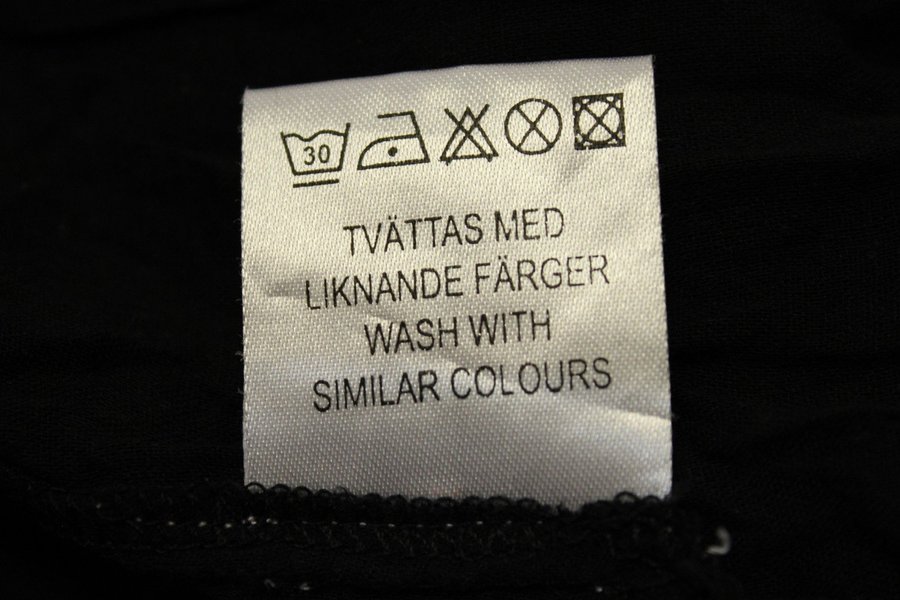 30
TVÄTTAS MED
LIKNANDE FÄRGER
WASH WITH
SIMILAR COLOURS